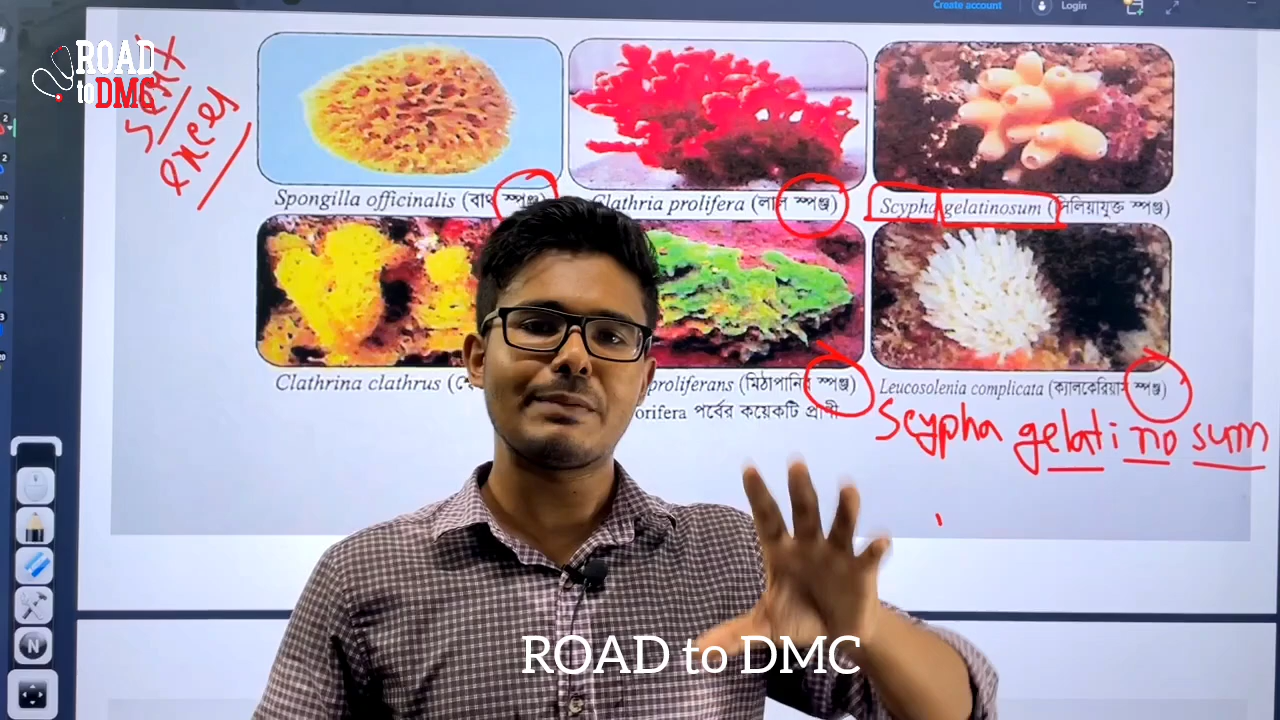 Create account
Login
ROAD
to DMC
Spongilla officinalis (বাথ স্পঞ্জ)
Clathria prolifera (লাল স্পঞ্জ)
Scypha gelatinosum (সিলিয়াযুক্ত স্পঞ্জ)
Clathrina clathrus
proliferans (মিঠাপানির স্পঞ্জ)
Leucosolenia complicata (ক্যালকেরিয়াস স্পঞ্জ)
orifera পর্বের কয়েকটি প্রাণী
Scypha gelatinosum
ROAD to DMC